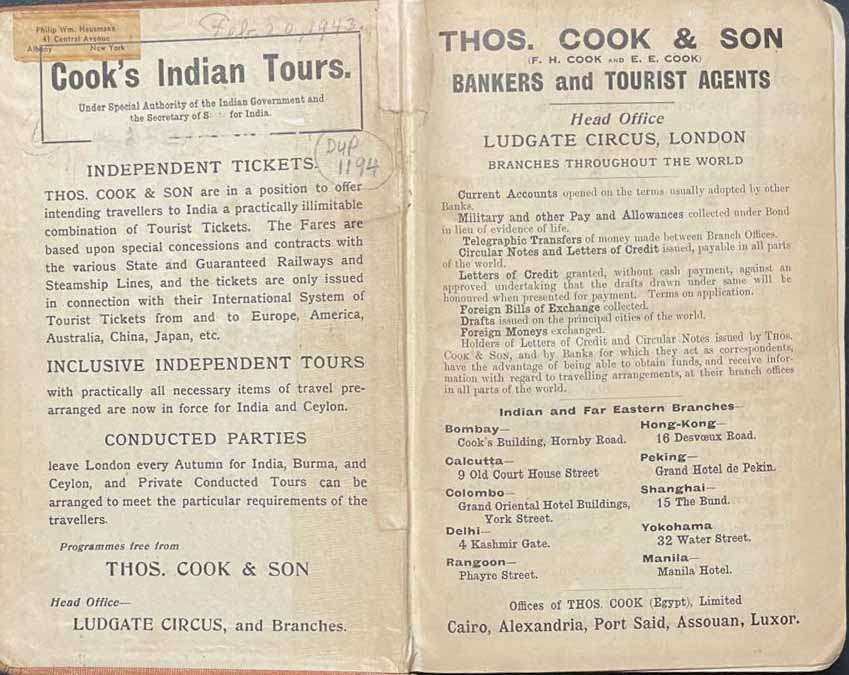 Philip Wm. Hausmann
41 Central Avenue
Albany New York
Feb. 20, 1943.
Cook's Indian Tours.
Under Special Authority of the Indian Government and
the Secretary of S for India.
Dup
1194
INDEPENDENT TICKETS.
THOS. COOK & SON are in a position to offer
intending travellers to India a practically illimitable
combination of Tourist Tickets. The Fares are
based upon special concessions and contracts with
the various State and Guaranteed Railways and
Steamship Lines, and the tickets are only issued
in connection with their International System of
Tourist Tickets from and to Europe, America,
Australia, China, Japan, etc.
INCLUSIVE INDEPENDENT TOURS
with practically all necessary items of travel pre-
arranged are now in force for India and Ceylon.
CONDUCTED PARTIES
leave London every Autumn for India, Burma, and
Ceylon, and Private Conducted Tours can be
arranged to meet the particular requirements of the
travellers.
Programmes free from
THOS. COOK & SON
Head Office—
LUDGATE CIRCUS, and Branches.
THOS. COOK & SON
(F. H. COOK AND E. E. COOK)
BANKERS and TOURIST AGENTS
Head Office
LUDGATE CIRCUS, LONDON
BRANCHES THROUGHOUT THE WORLD
Current Accounts opened on the terms usually adopted by other
Banks.
Military and other Pay and Allowances collected under Bond
in lieu of evidence of life.
Telegraphic Transfers of money made between Branch Offices.
Circular Notes and Letters of Credit issued, payable in all parts
of the world.
Letters of Credit granted, without cash payment, against an
approved undertaking that the drafts drawn under same will be
honoured when presented for payment. Terms on application.
Foreign Bills of Exchange collected.
Drafts issued on the principal cities of the world.
Foreign Moneys exchanged.
Holders of Letters of Credit and Circular Notes issued by THOS.
COOK & SON, and by Banks for which they act as correspondents,
have the advantage of being able to obtain funds, and receive infor-
mation with regard to travelling arrangements, at their branch offices
in all parts of the world.
Indian and Far Eastern Branches—
Bombay—
Cook's Building, Hornby Road.
Calcutta—
9 Old Court House Street
Colombo—
Grand Oriental Hotel Buildings,
York Street.
Delhi—
4 Kashmir Gate.
Rangoon—
Phayre Street.
Hong-Kong—
16 Desvœux Road.
Peking—
Grand Hotel de Pekin.
Shanghai—
15 The Bund.
Yokohama
32 Water Street.
Manila—
Manila Hotel.
Offices of THOS. COOK (Egypt), Limited
Cairo, Alexandria, Port Said, Assouan, Luxor.